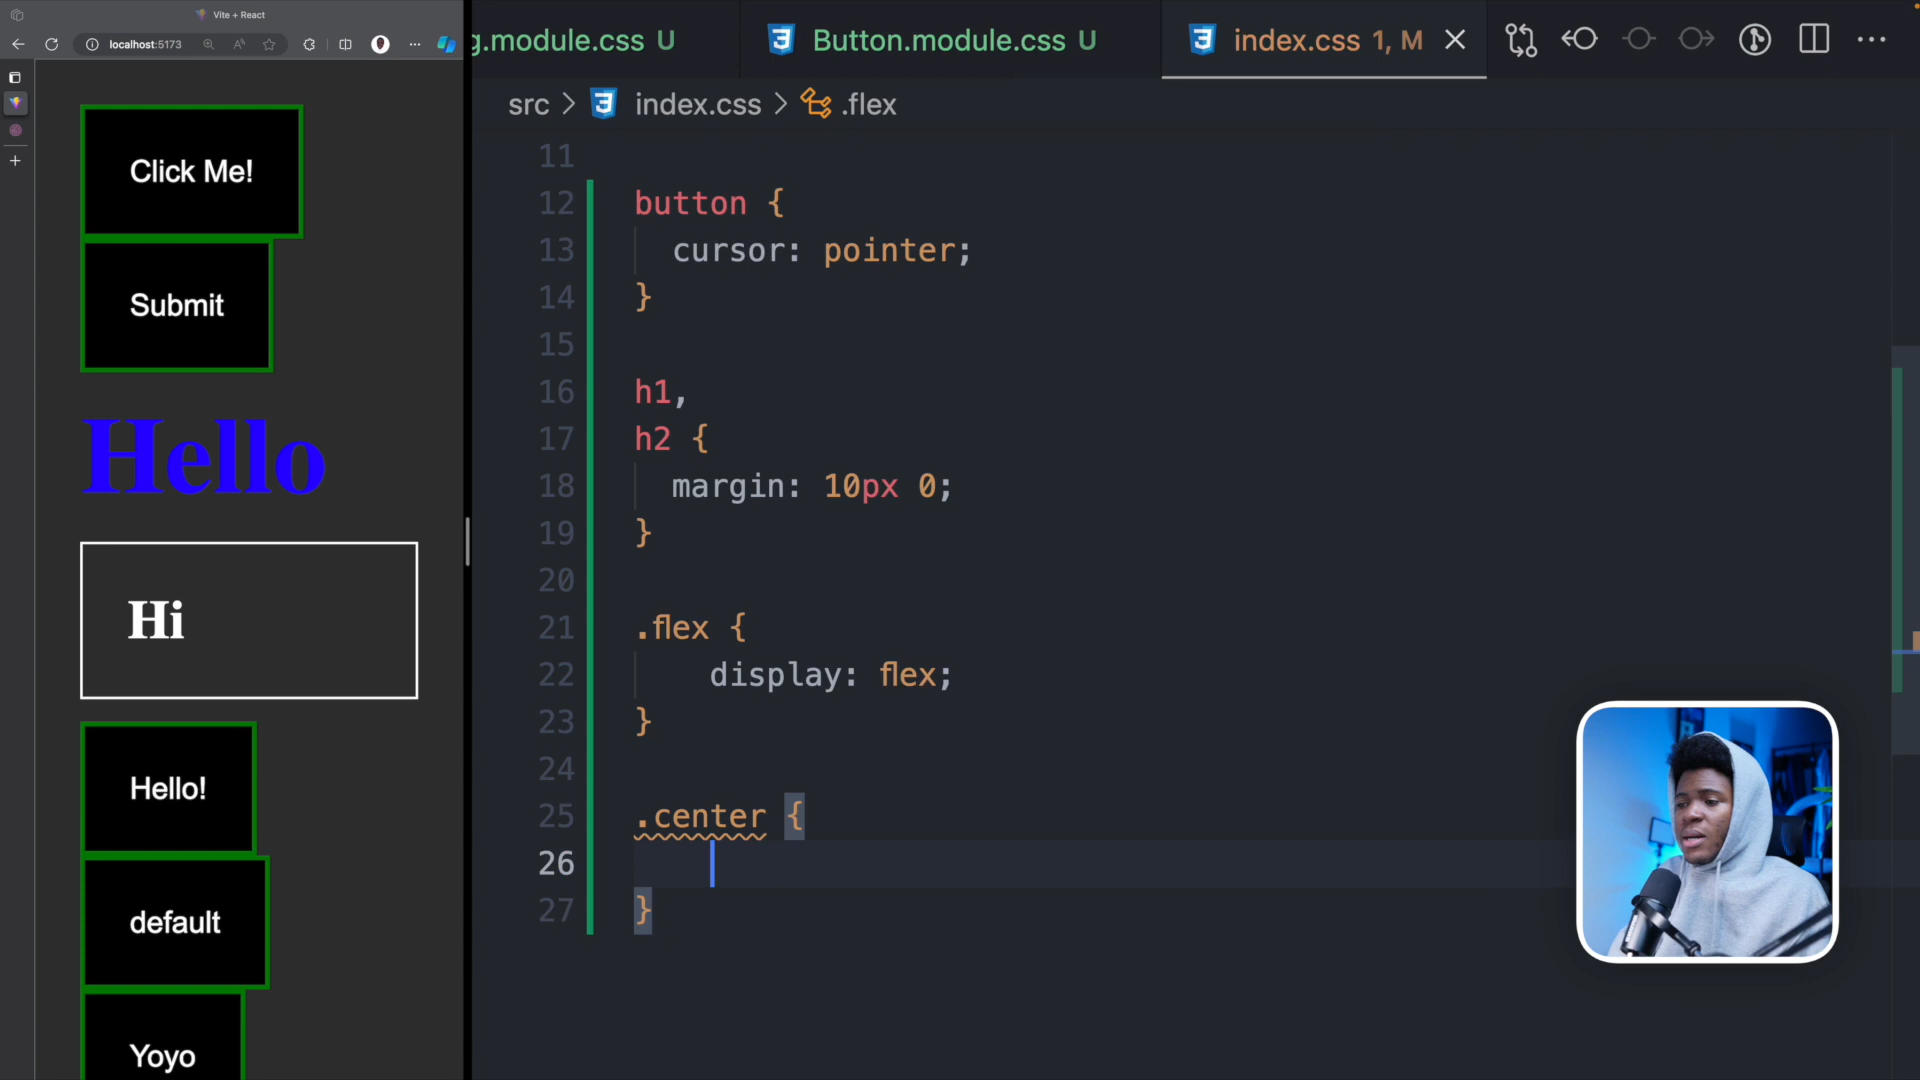 Vite + React
localhost:5173
Click Me!
Submit
Hello
Hi
Hello!
default
Yoyo
g.module.css U
Button.module.css U
index.css 1, M
src > index.css > .flex
11
12 button {
13 cursor: pointer;
14 }
15
16 h1,
17 h2 {
18 margin: 10px 0;
19 }
20
21 .flex {
22 display: flex;
23 }
24
25 .center {
26
27 }